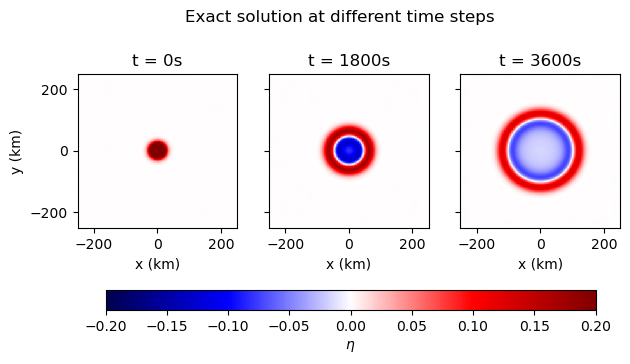 Exact solution at different time steps
t = 0s
t = 1800s
t = 3600s
y (km)
200
0
−200
−200 0 200
−200 0 200
−200 0 200
x (km)
x (km)
x (km)
−0.20 −0.15 −0.10 −0.05 0.00 0.05 0.10 0.15 0.20
η